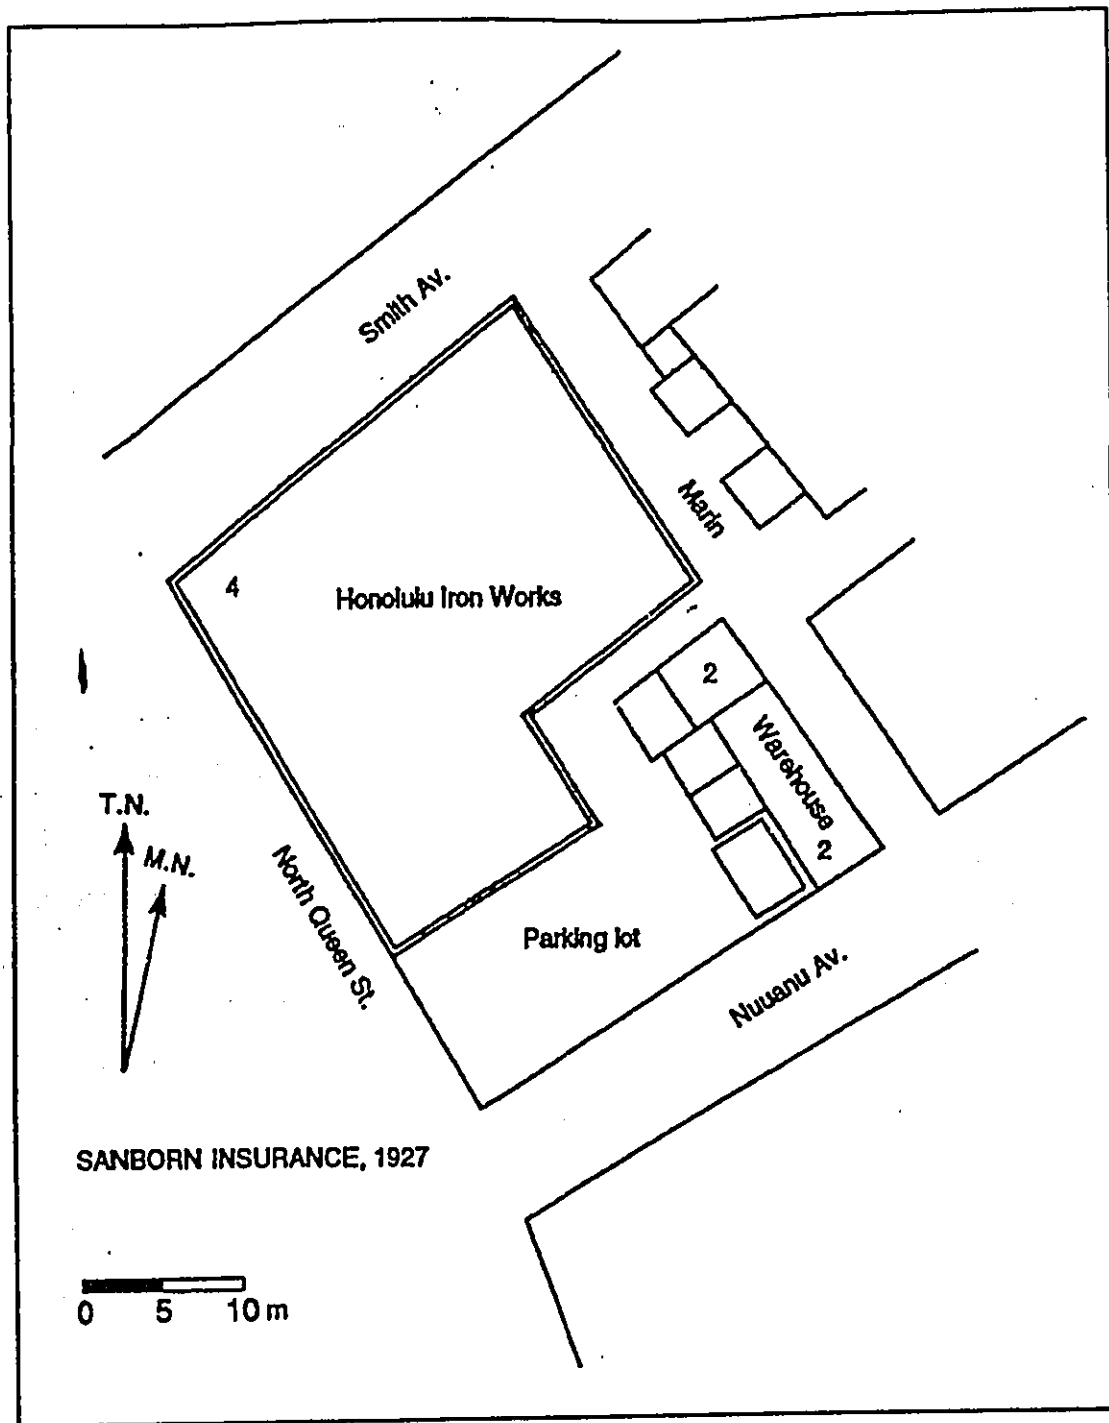 Smith Av.
Marin
4
Honolulu Iron Works
2
Warehouse
2
T.N.
M.N.
North Queen St.
Parking lot
Nuuanu Av.
SANBORN INSURANCE, 1927
0 5 10 m